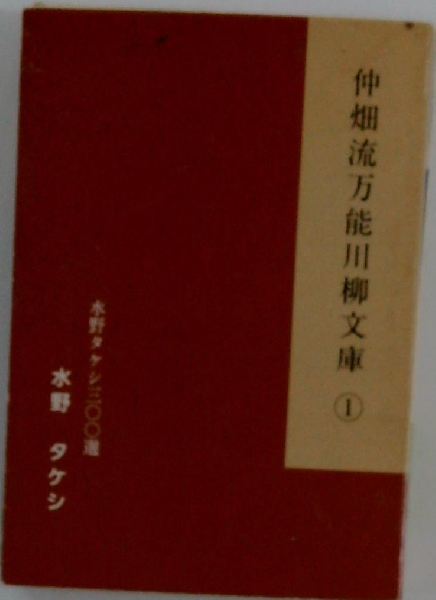 仲畑流万能川柳文庫 ①
水野タケシ三〇〇選
水野 タケシ